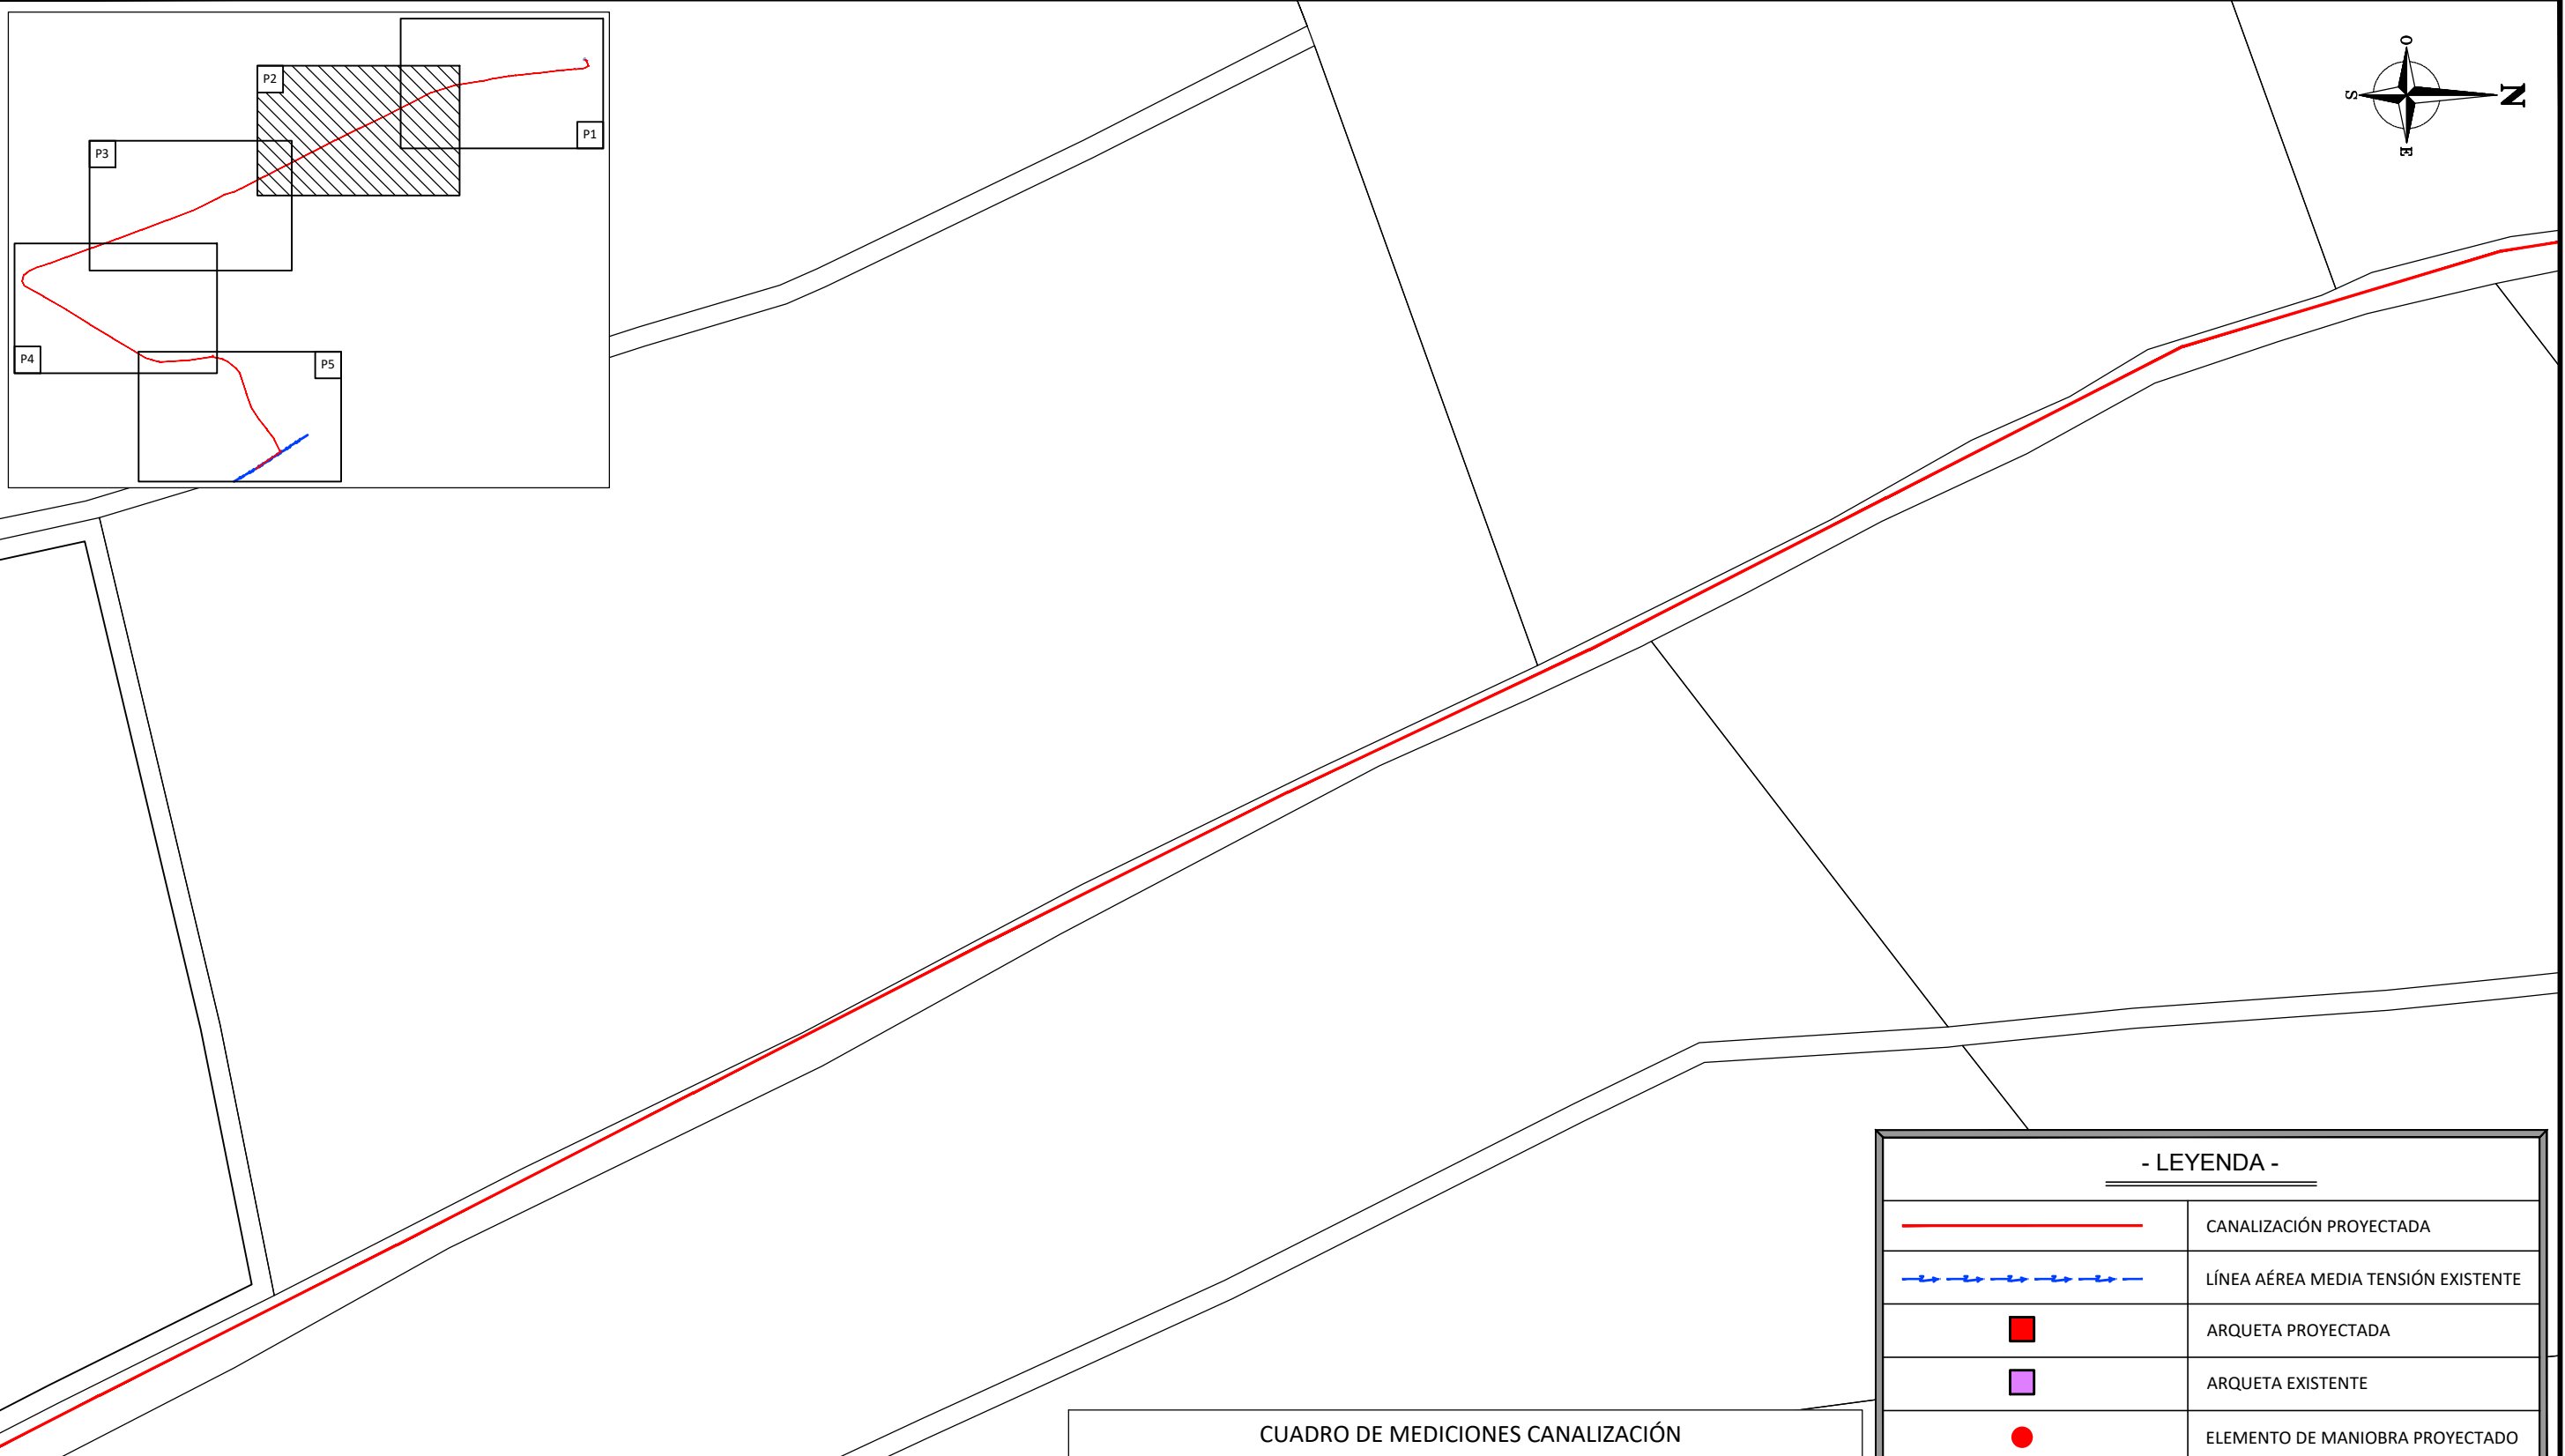 P2
P1
P3
P4
P5
O
S
N
E
- LEYENDA -
CANALIZACIÓN PROYECTADA
LÍNEA AÉREA MEDIA TENSIÓN EXISTENTE
ARQUETA PROYECTADA
ARQUETA EXISTENTE
ELEMENTO DE MANIOBRA PROYECTADO
CUADRO DE MEDICIONES CANALIZACIÓN